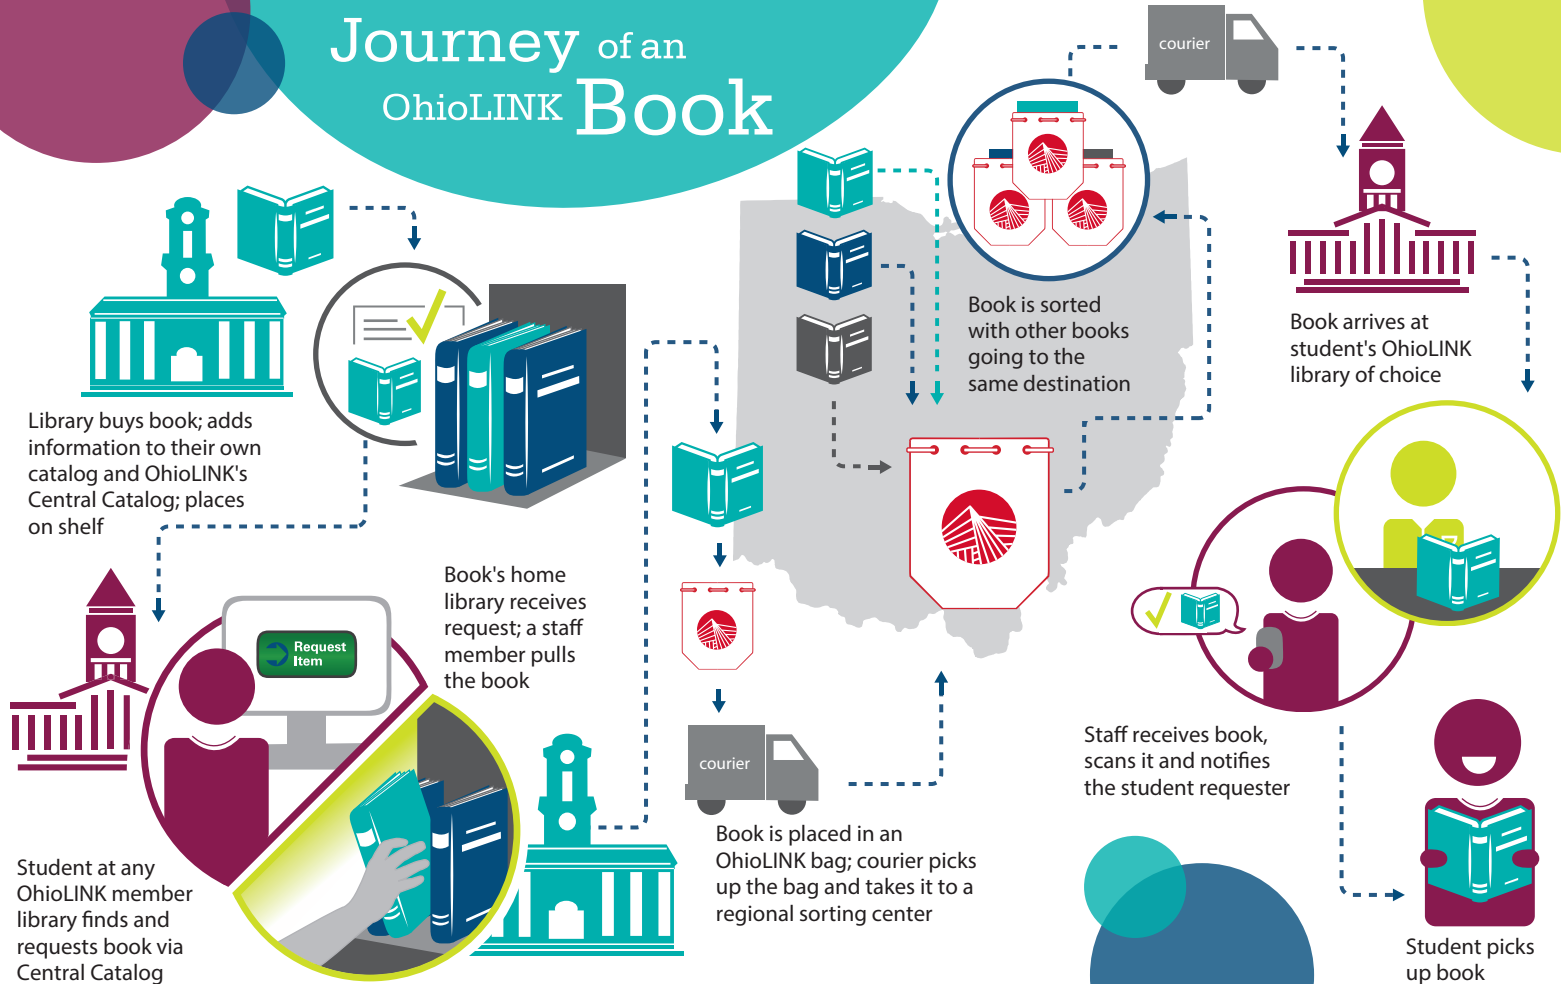 Journey of an
OhioLINK Book
courier
Library buys book; adds
information to their own
catalog and OhioLINK's
Central Catalog; places
on shelf
Request
Item
Student at any
OhioLINK member
library finds and
requests book via
Central Catalog
Book's home
library receives
request; a staff
member pulls
the book
courier
Book is placed in an
OhioLINK bag; courier picks
up the bag and takes it to a
regional sorting center
Book is sorted
with other books
going to the
same destination
Book arrives at
student's OhioLINK
library of choice
Staff receives book,
scans it and notifies
the student requester
Student picks
up book